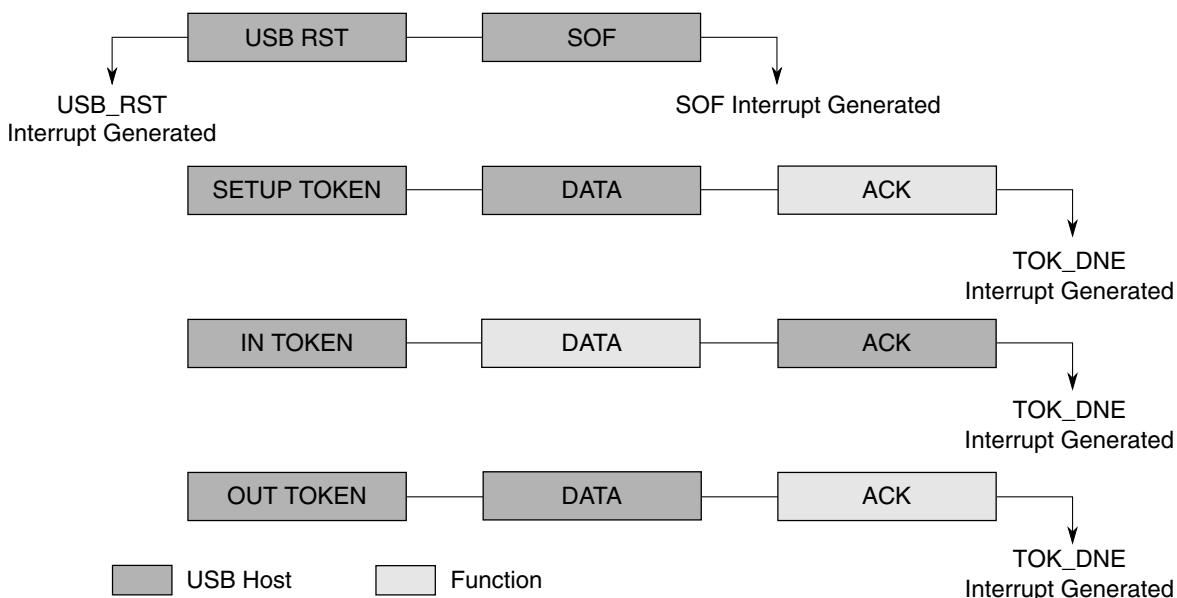 USB RST
SOF
USB_RST
Interrupt Generated
SOF Interrupt Generated
SETUP TOKEN
DATA
ACK
TOK_DNE
Interrupt Generated
IN TOKEN
DATA
ACK
TOK_DNE
Interrupt Generated
OUT TOKEN
DATA
ACK
TOK_DNE
Interrupt Generated
USB Host
Function